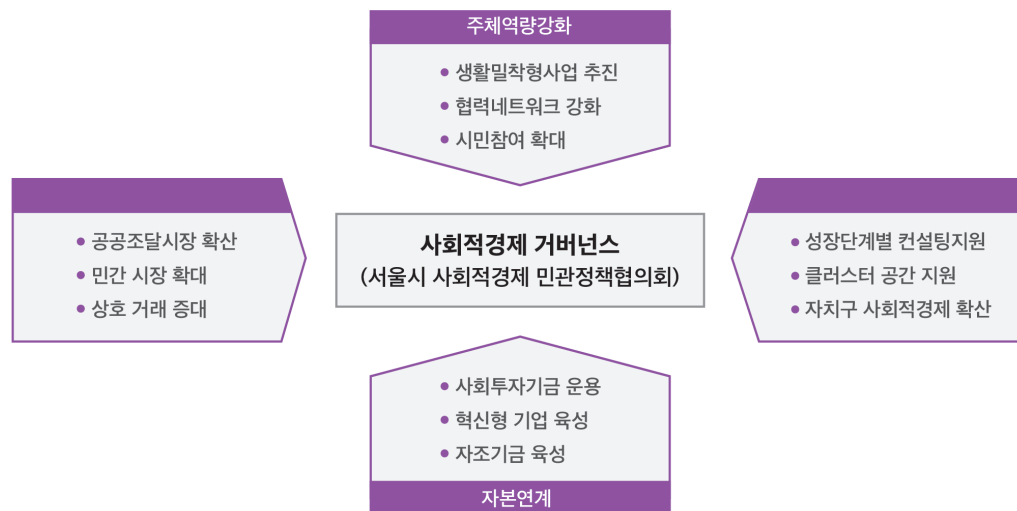 주체역량강화
생활밀착형사업 추진
협력네트워크 강화
시민참여 확대
공공조달시장 확산
민간 시장 확대
상호 거래 증대
사회적경제 거버넌스
(서울시 사회적경제 민관정책협의회)
성장단계별 컨설팅지원
클러스터 공간 지원
자치구 사회적경제 확산
사회투자기금 운용
혁신형 기업 육성
자조기금 육성
자본연계